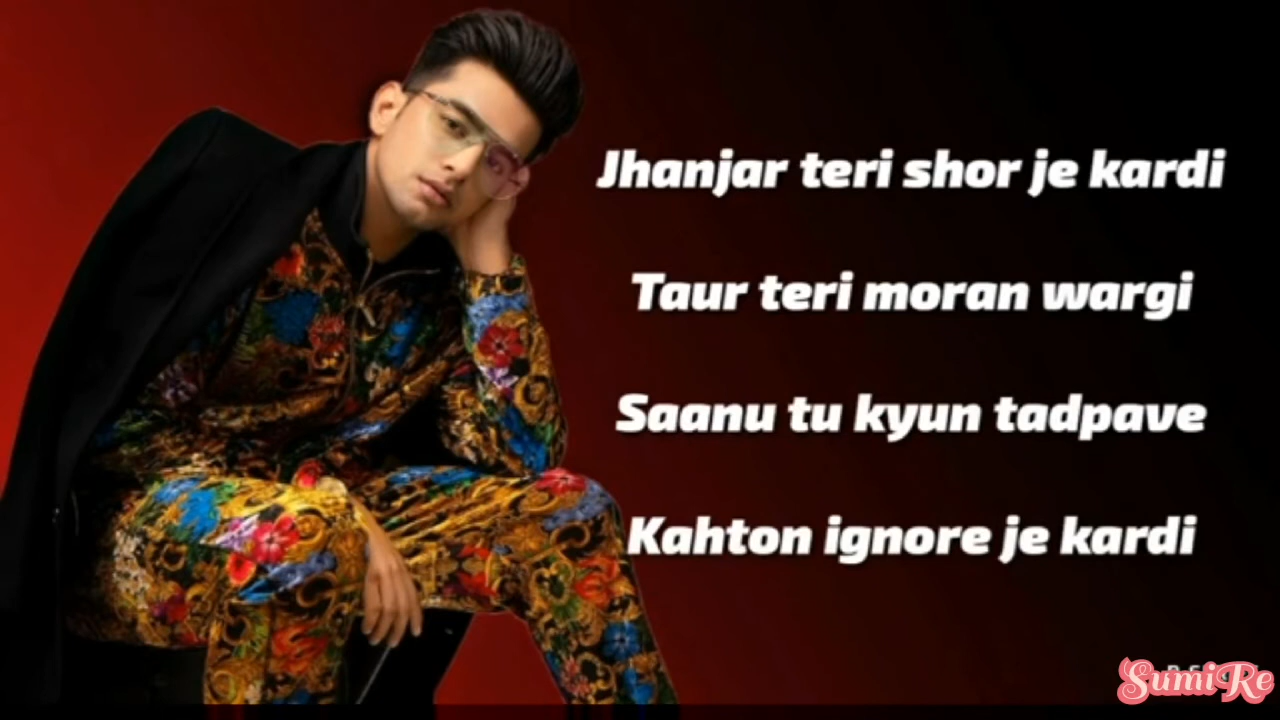 Jhanjar teri shor je kardi
Taur teri moran wargi
Saanu tu kyun tadpave
Kahton ignore je kardi
SumiRe